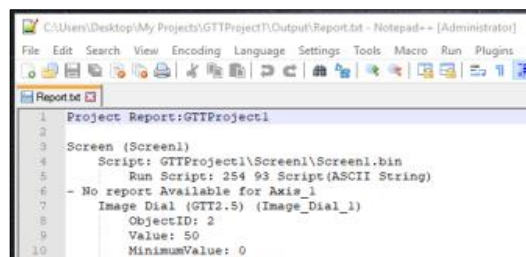 C:\Users\Desktop\My Projects\GTTProject1\Output\Report.txt - Notepad++ [Administrator]
File Edit Search View Encoding Language Settings Tools Macro Run Plugins
Report.txt
1 Project Report:GTTProject1
2
3 Screen (Screen1)
4 Script: GTTProject1\Screen1\Screen1.bin
5 Run Script: 254 93 Script(ASCII String)
6 - No report Available for Axis_1
7 Image Dial (GTT2.5) (Image_Dial_1)
8 ObjectID: 2
9 Value: 50
10 MinimumValue: 0